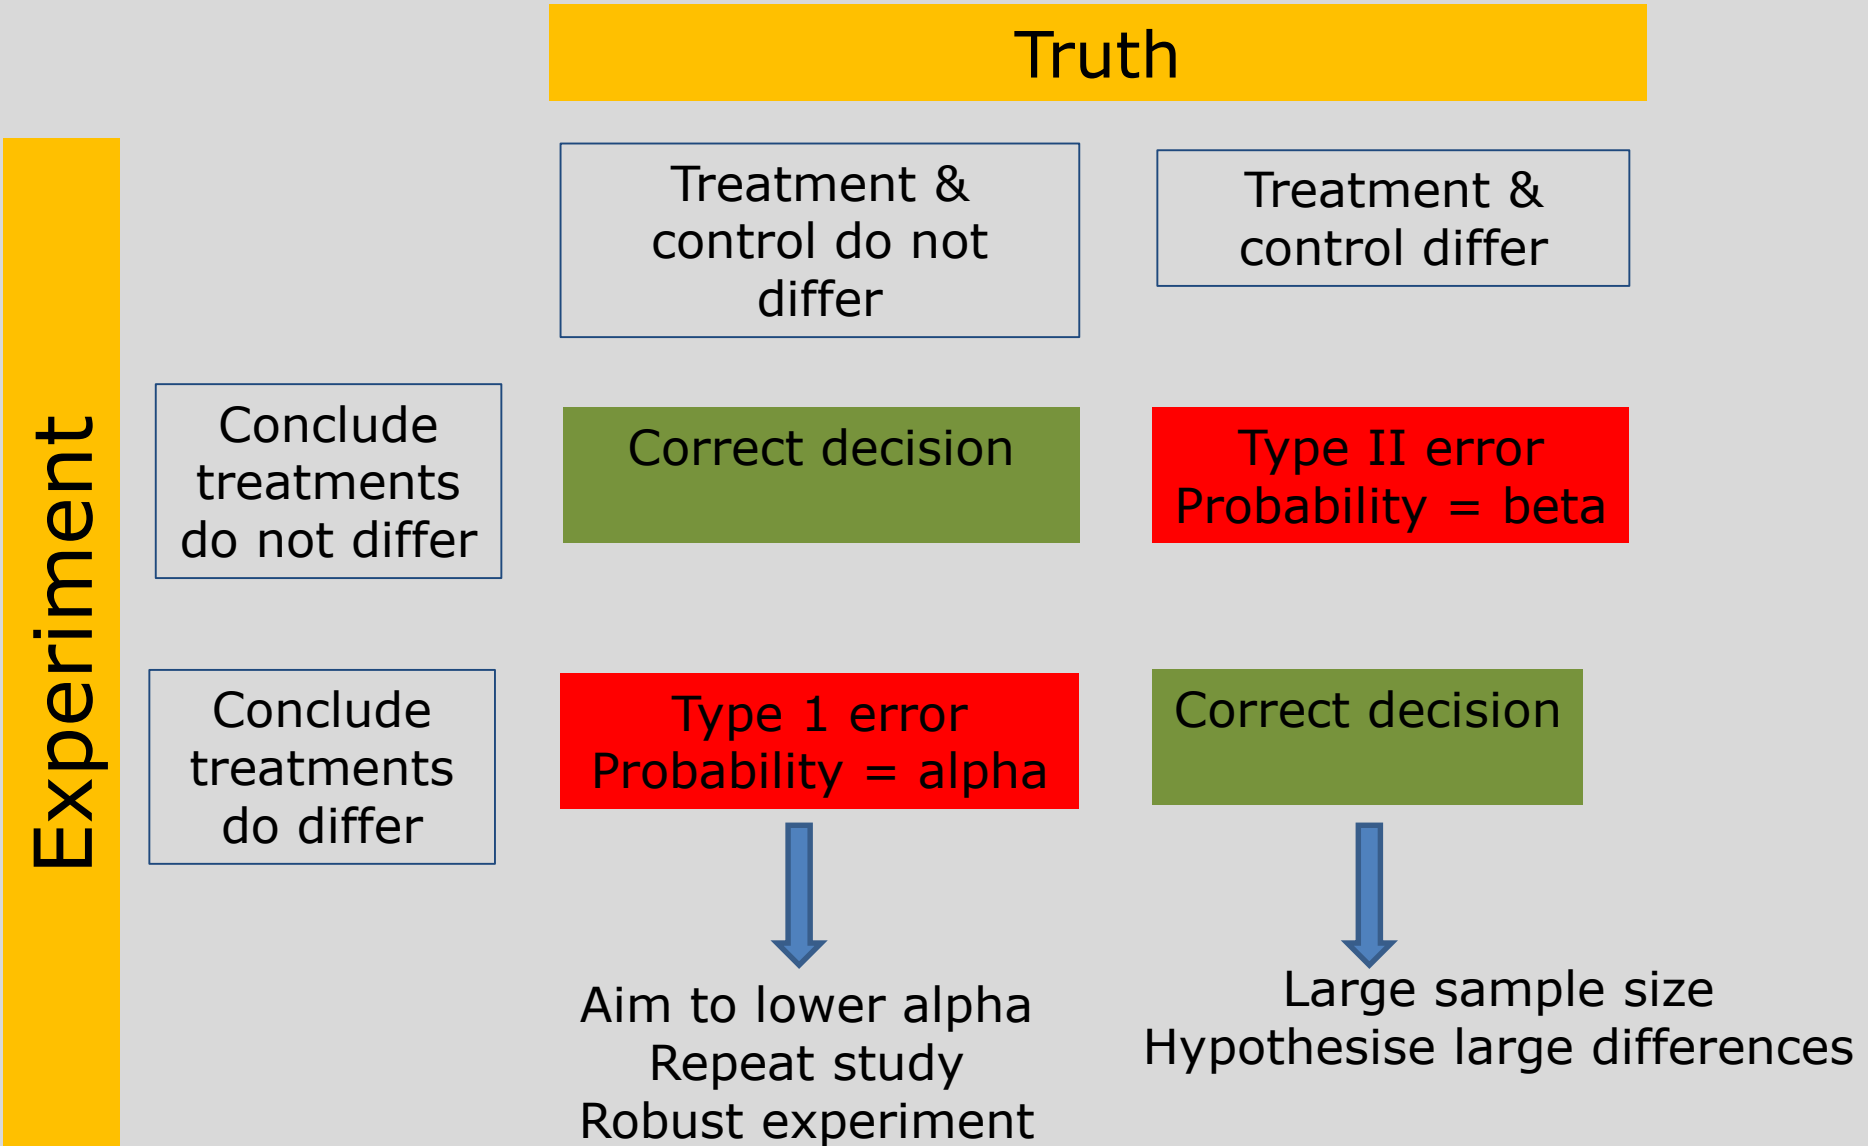 Truth
Experiment
Treatment &
control do not
differ
Treatment &
control differ
Conclude
treatments
do not differ
Correct decision
Type II error
Probability = beta
Conclude
treatments
do differ
Type 1 error
Probability = alpha
Correct decision
Aim to lower alpha
Repeat study
Robust experiment
Large sample size
Hypothesise large differences